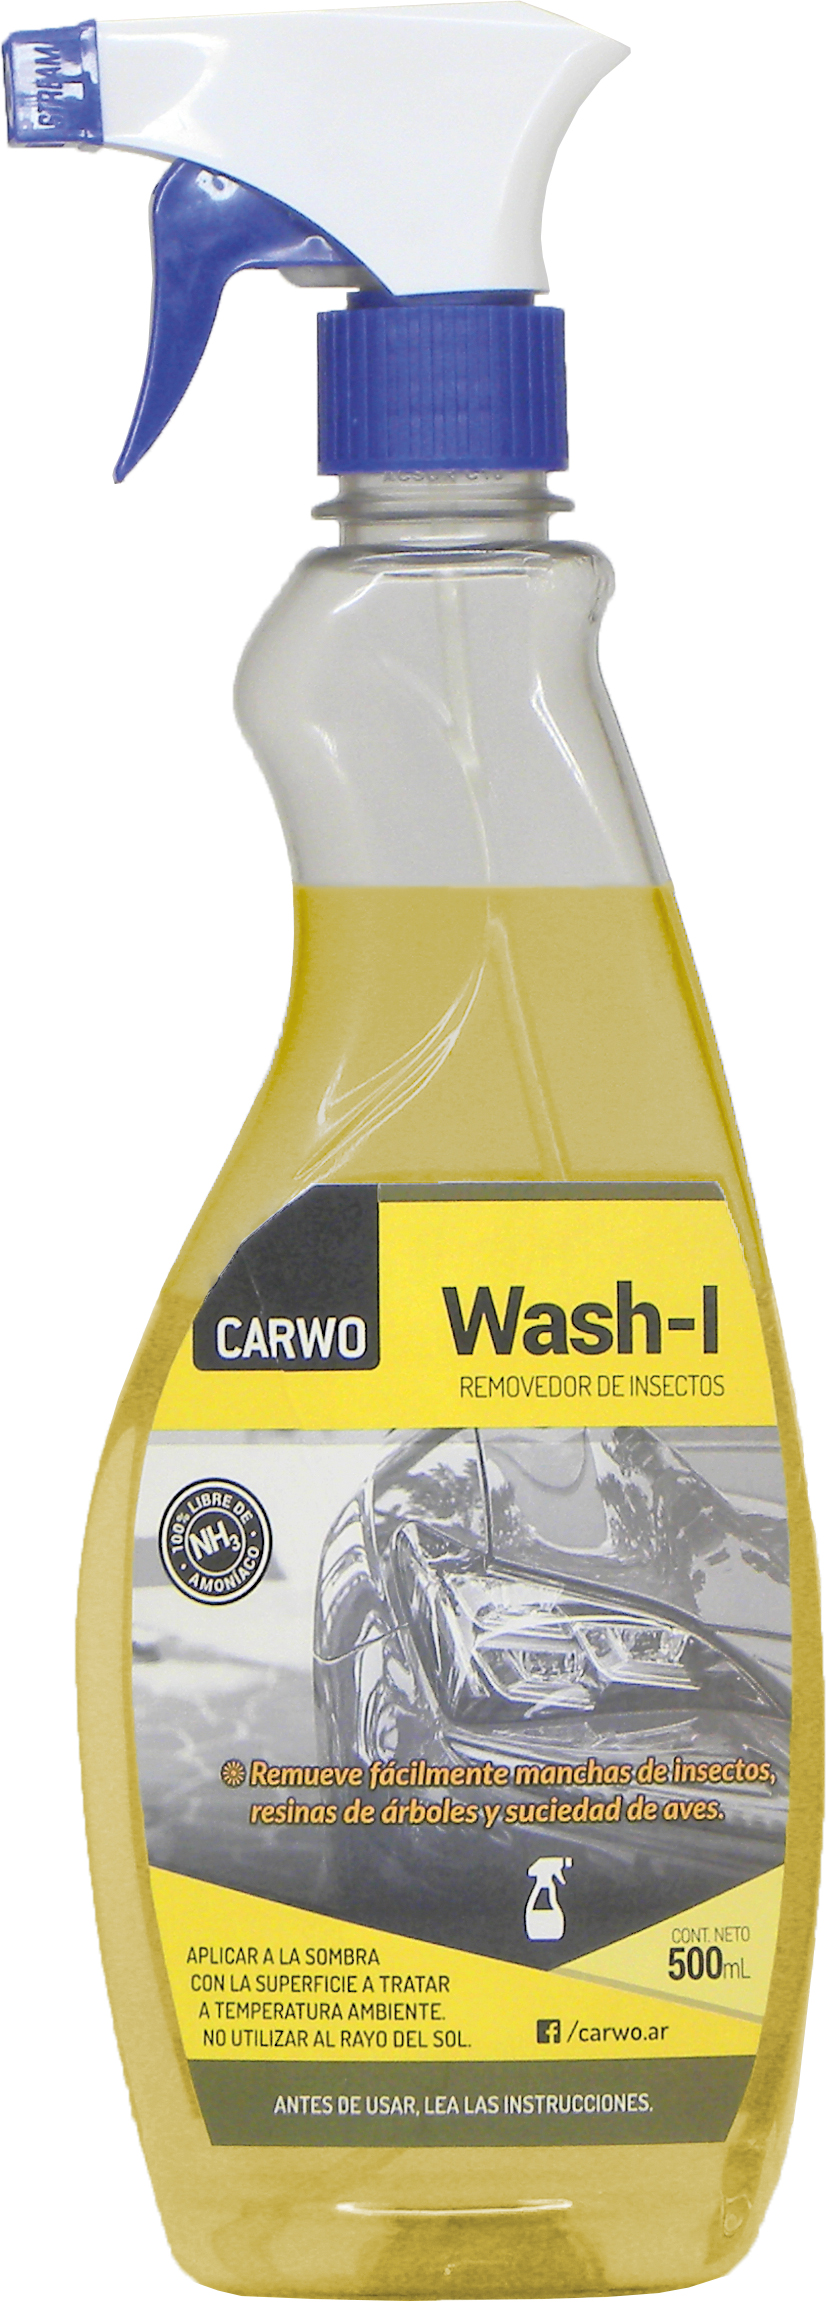 STREAM
CARWO
Wash-I
REMOVEDOR DE INSECTOS
100% LIBRE DE
NH3
AMONÍACO
Remueve fácilmente manchas de insectos,
resinas de árboles y suciedad de aves.
APLICAR A LA SOMBRA
CON LA SUPERFICIE A TRATAR
A TEMPERATURA AMBIENTE.
NO UTILIZAR AL RAYO DEL SOL.
CONT. NETO
500mL
/carwo.ar
ANTES DE USAR, LEA LAS INSTRUCCIONES.